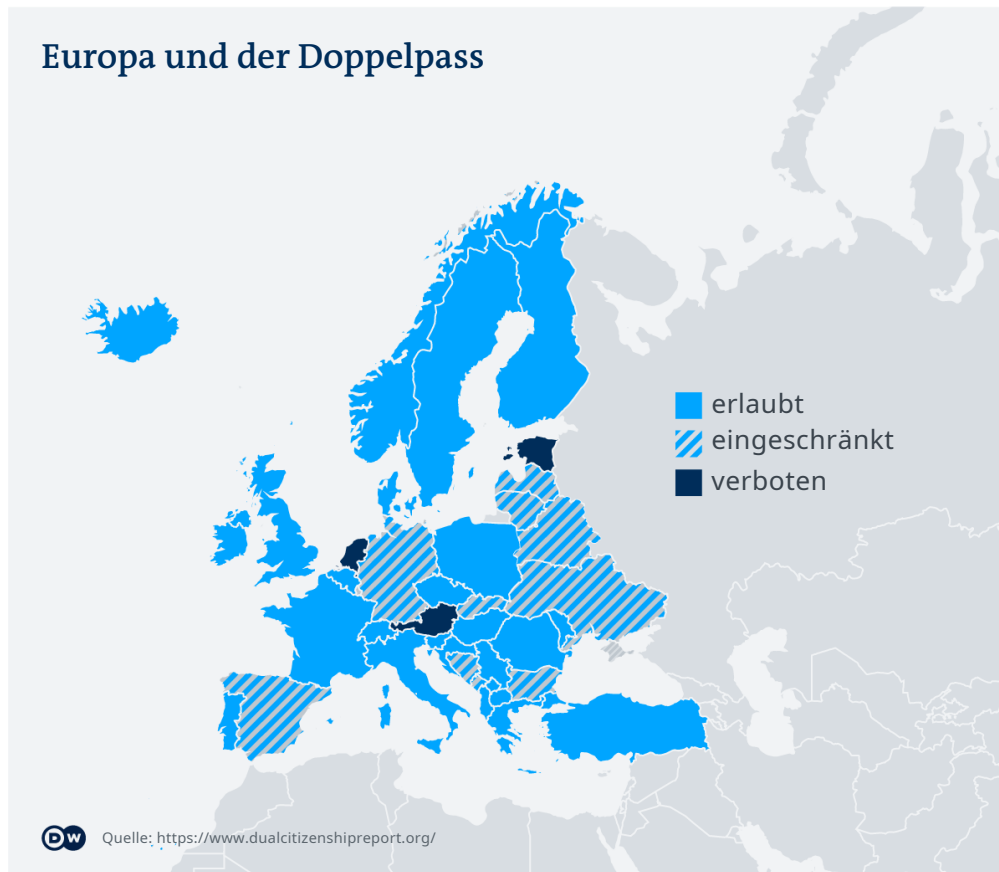 Europa und der Doppelpass
erlaubt
eingeschränkt
verboten
DW Quelle: https://www.dualcitizenshipreport.org/